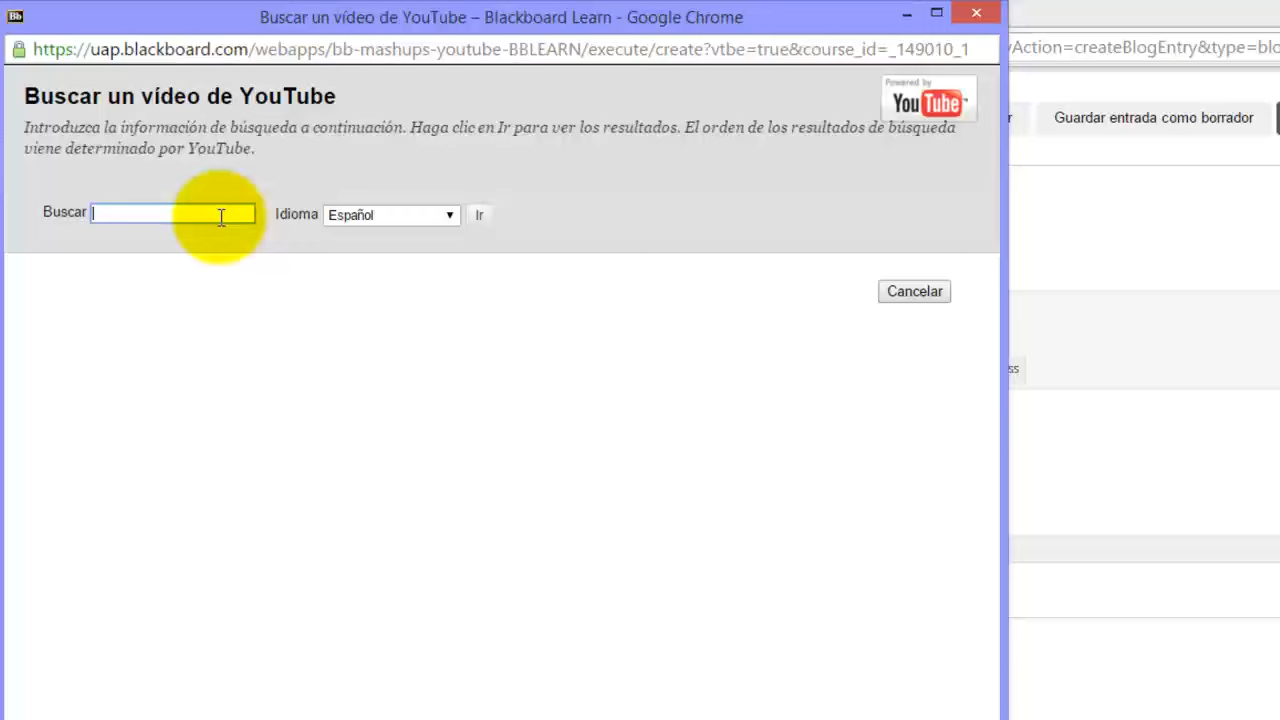 Bb Buscar un vídeo de YouTube – Blackboard Learn - Google Chrome
https://uap.blackboard.com/webapps/bb-mashups-youtube-BBLEARN/execute/create?vtbe=true&course_id=_149010_1
yAction=createBlogEntry&type=blo
Buscar un vídeo de YouTube
Powered by
YouTube
Introduzca la información de búsqueda a continuación. Haga clic en Ir para ver los resultados. El orden de los resultados de búsqueda
viene determinado por YouTube.
r Guardar entrada como borrador
Buscar Idioma Español Ir
Cancelar
ss